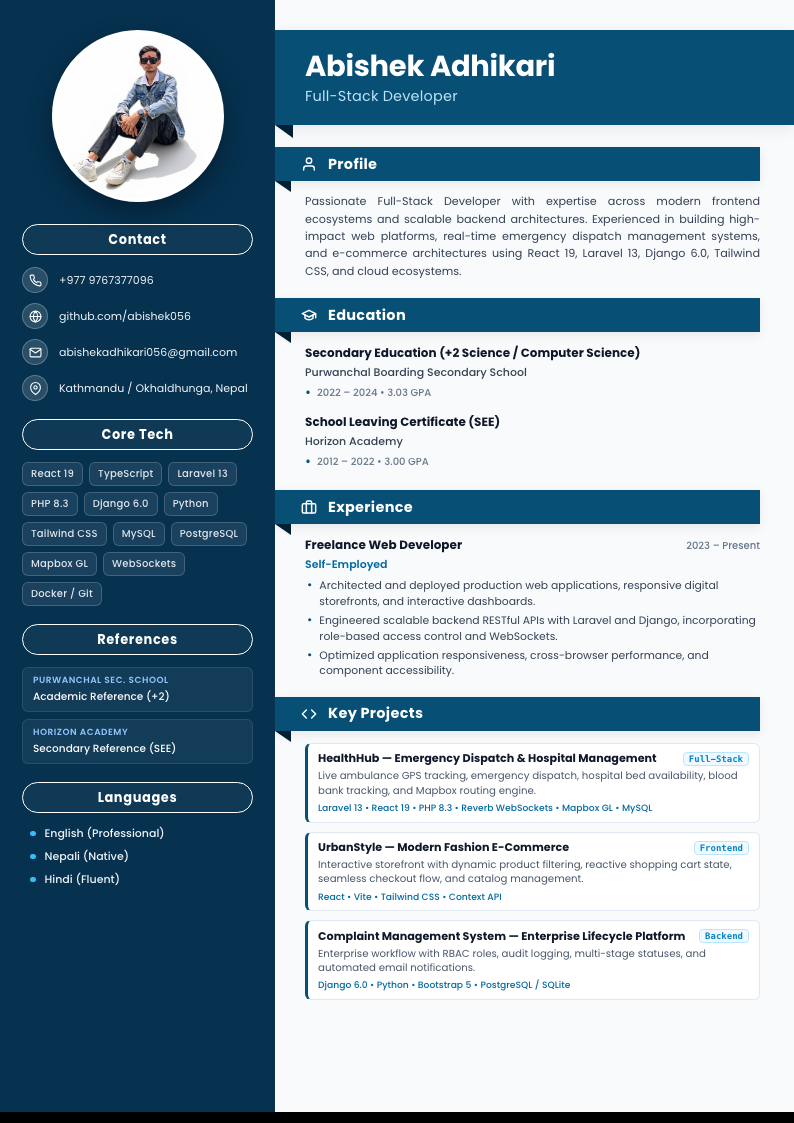 Abishek Adhikari
Full-Stack Developer
Contact
+977 9767377096
github.com/abishek056
abishekadhikari056@gmail.com
Kathmandu / Okhaldhunga, Nepal
Core Tech
React 19
TypeScript
Laravel 13
PHP 8.3
Django 6.0
Python
Tailwind CSS
MySQL
PostgreSQL
Mapbox GL
WebSockets
Docker / Git
References
PURWANCHAL SEC. SCHOOL
Academic Reference (+2)
HORIZON ACADEMY
Secondary Reference (SEE)
Languages
English (Professional)
Nepali (Native)
Hindi (Fluent)
Profile
Passionate Full-Stack Developer with expertise across modern frontend
ecosystems and scalable backend architectures. Experienced in building high-
impact web platforms, real-time emergency dispatch management systems,
and e-commerce architectures using React 19, Laravel 13, Django 6.0, Tailwind
CSS, and cloud ecosystems.
Education
Secondary Education (+2 Science / Computer Science)
Purwanchal Boarding Secondary School
• 2022 – 2024 • 3.03 GPA
School Leaving Certificate (SEE)
Horizon Academy
• 2012 – 2022 • 3.00 GPA
Experience
Freelance Web Developer 2023 – Present
Self-Employed
• Architected and deployed production web applications, responsive digital
storefronts, and interactive dashboards.
• Engineered scalable backend RESTful APIs with Laravel and Django, incorporating
role-based access control and WebSockets.
• Optimized application responsiveness, cross-browser performance, and
component accessibility.
Key Projects
HealthHub — Emergency Dispatch & Hospital Management Full-Stack
Live ambulance GPS tracking, emergency dispatch, hospital bed availability, blood
bank tracking, and Mapbox routing engine.
Laravel 13 • React 19 • PHP 8.3 • Reverb WebSockets • Mapbox GL • MySQL
UrbanStyle — Modern Fashion E-Commerce Frontend
Interactive storefront with dynamic product filtering, reactive shopping cart state,
seamless checkout flow, and catalog management.
React • Vite • Tailwind CSS • Context API
Complaint Management System — Enterprise Lifecycle Platform Backend
Enterprise workflow with RBAC roles, audit logging, multi-stage statuses, and
automated email notifications.
Django 6.0 • Python • Bootstrap 5 • PostgreSQL / SQLite